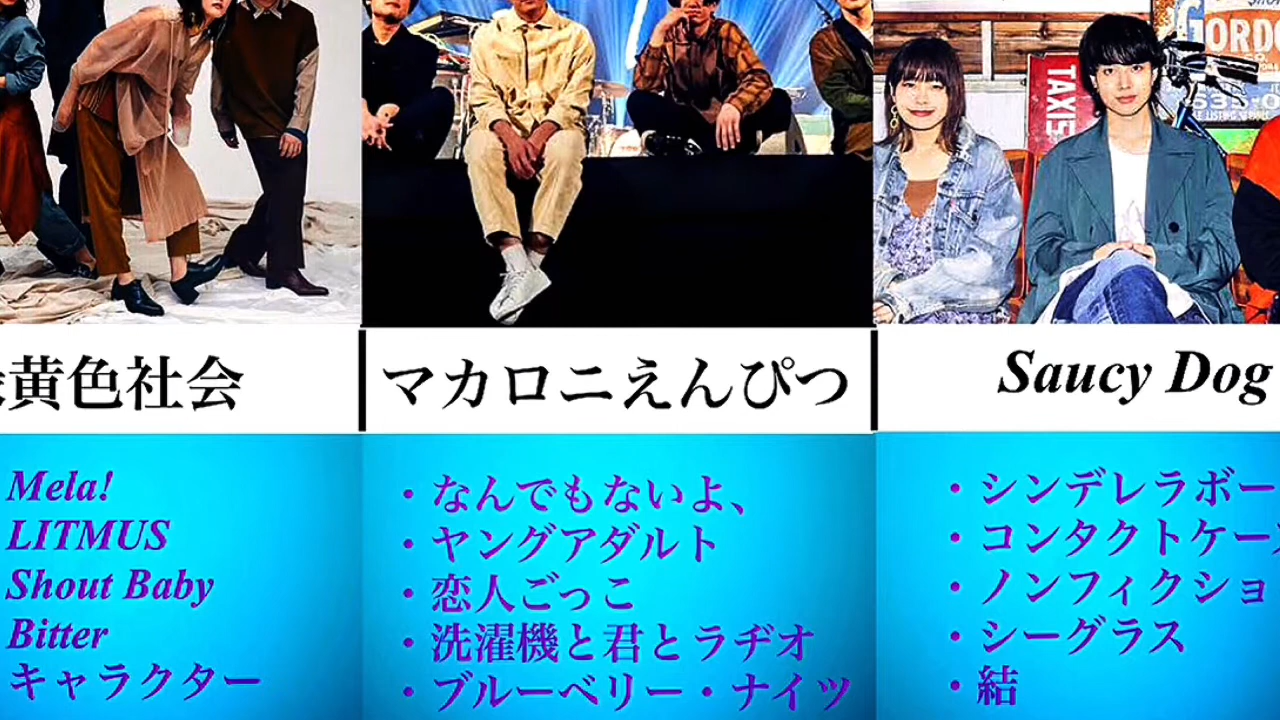 GORD
TAXIS
535-0
黄色社会
マカロニえんぴつ
Saucy Dog
Mela!
LITMUS
Shout Baby
Bitter
キャラクター
・なんでもないよ、
・ヤングアダルト
・恋人ごっこ
・洗濯機と君とラヂオ
・ブルーベリー・ナイツ
・シンデレラボー
・コンタクトケー
・ノンフィクショ
・シーグラス
・結